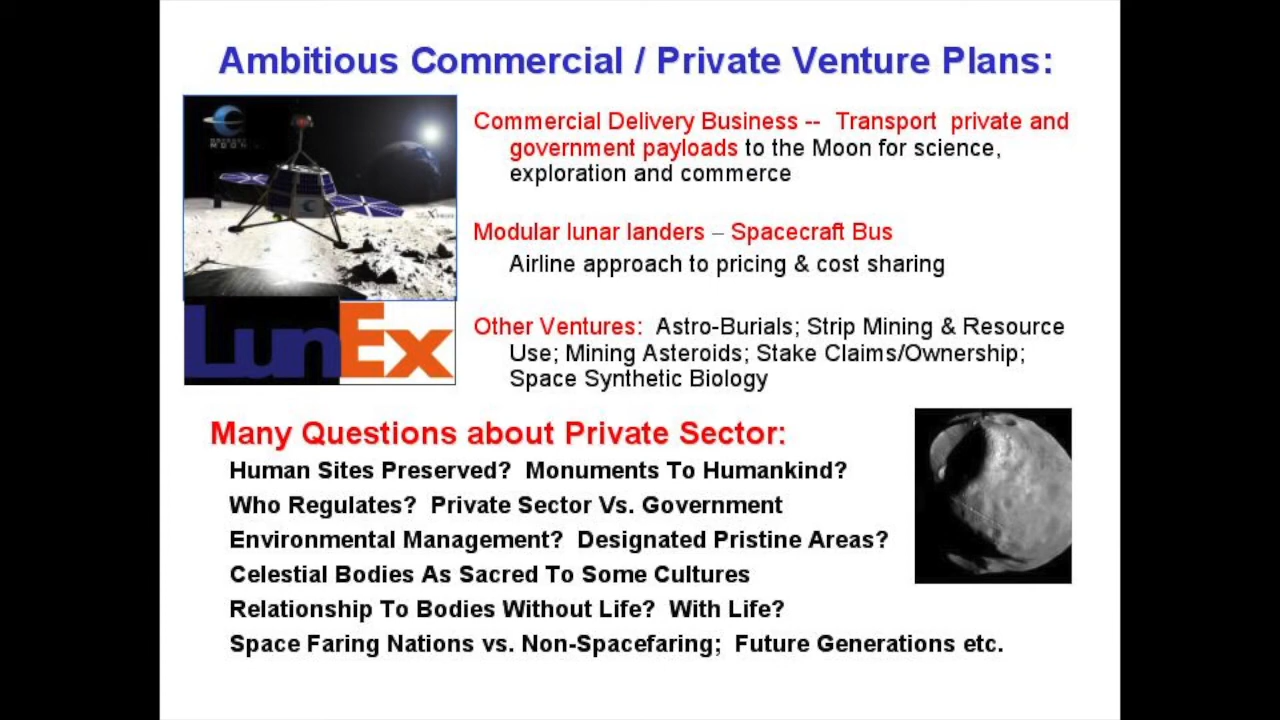 Ambitious Commercial / Private Venture Plans:
MOON
Commercial Delivery Business -- Transport private and
government payloads to the Moon for science,
exploration and commerce
Modular lunar landers – Spacecraft Bus
Airline approach to pricing & cost sharing
LunEx
Other Ventures: Astro-Burials; Strip Mining & Resource
Use; Mining Asteroids; Stake Claims/Ownership;
Space Synthetic Biology
Many Questions about Private Sector:
Human Sites Preserved? Monuments To Humankind?
Who Regulates? Private Sector Vs. Government
Environmental Management? Designated Pristine Areas?
Celestial Bodies As Sacred To Some Cultures
Relationship To Bodies Without Life? With Life?
Space Faring Nations vs. Non-Spacefaring; Future Generations etc.